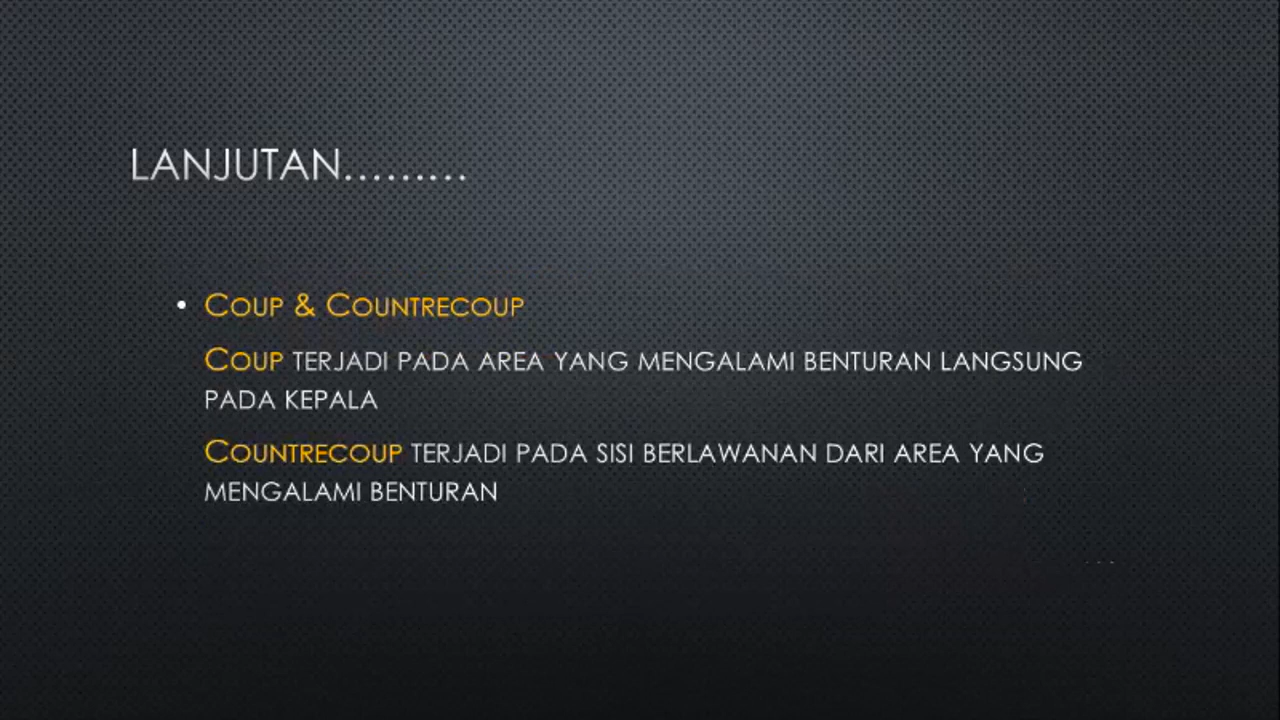 LANJUTAN.........
• COUP & COUNTRECOUP
COUP TERJADI PADA AREA YANG MENGALAMI BENTURAN LANGSUNG
PADA KEPALA
COUNTRECOUP TERJADI PADA SISI BERLAWANAN DARI AREA YANG
MENGALAMI BENTURAN